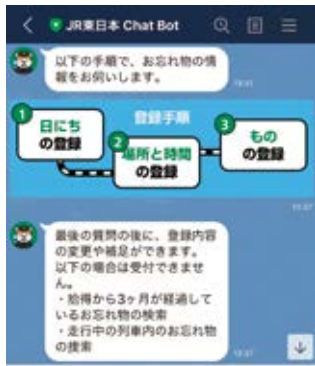 JR東日本 Chat Bot
以下の手順で、お忘れ物の情
報をお伺いします。
登録手順
1
日にち
の登録
2
場所と時間
の登録
3
もの
の登録
最後の質問の後に、登録内容
の変更や補足ができます。
以下の場合は受付できませ
ん。
・拾得から3ヶ月が経過して
いるお忘れ物の検索
・走行中の列車内のお忘れ物
の捜索